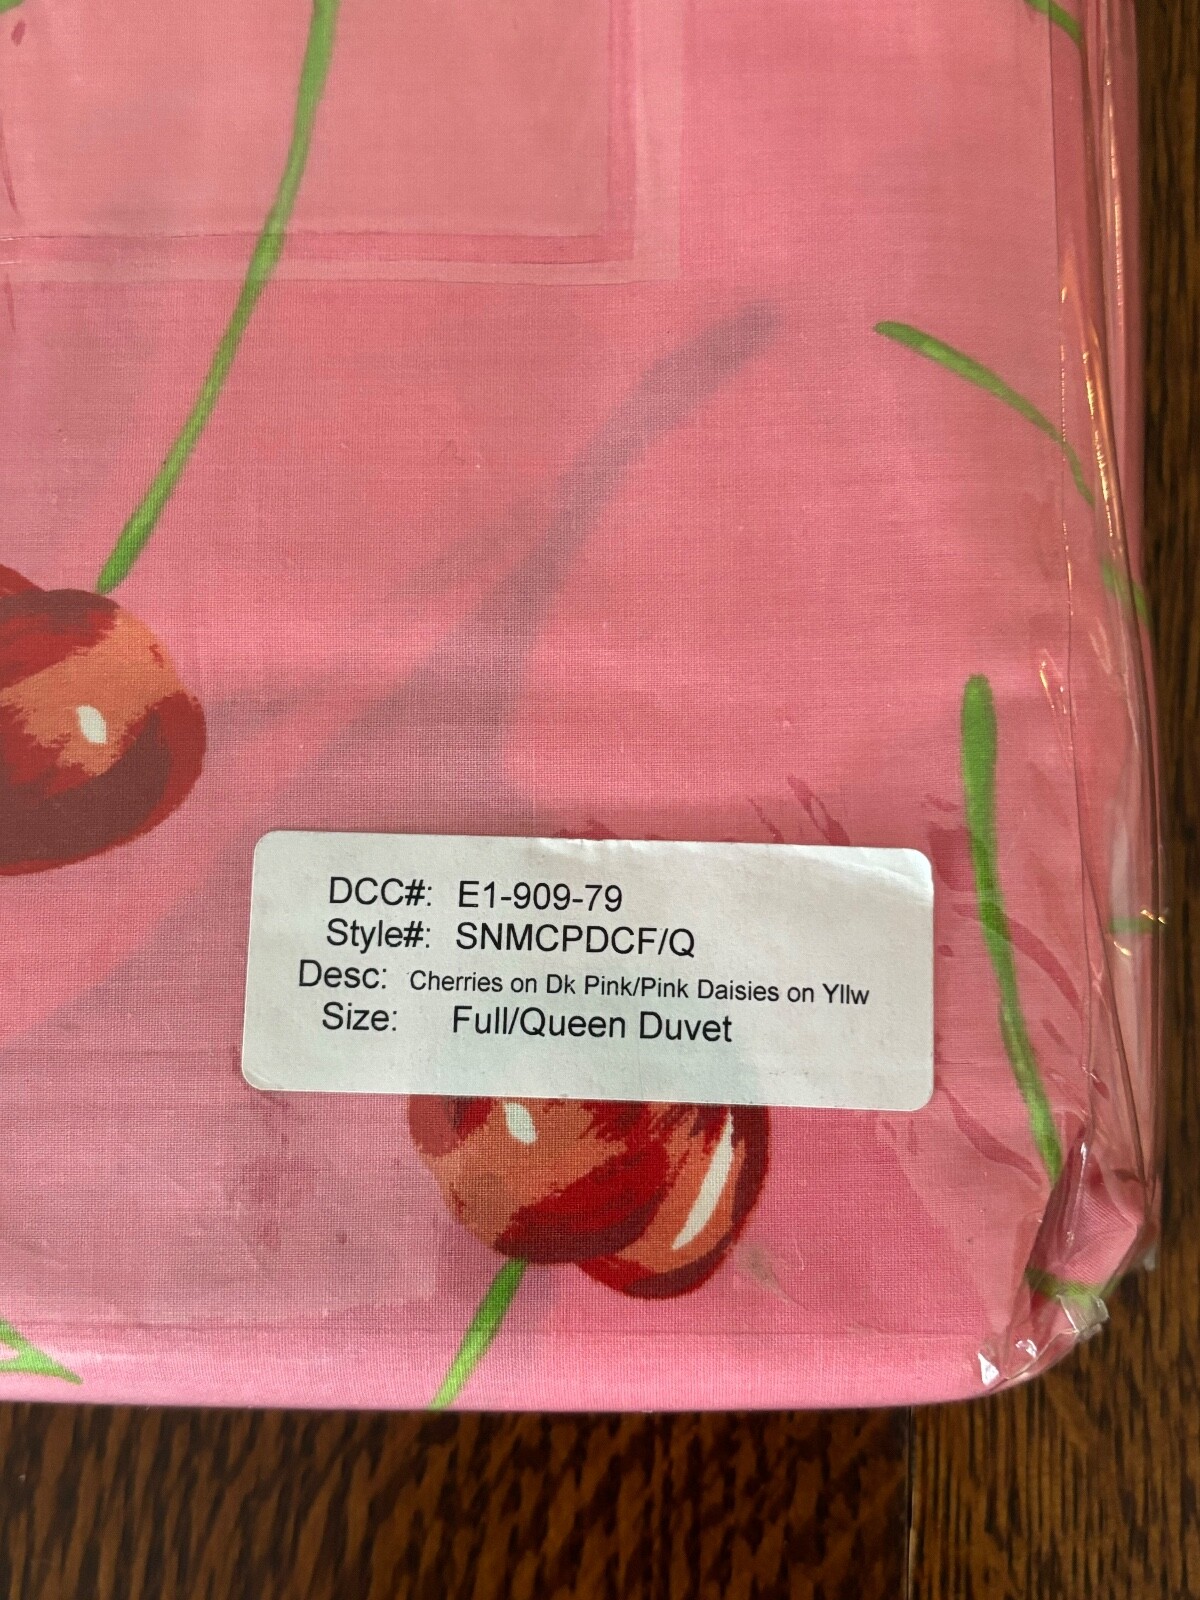 DCC#: E1-909-79
Style#: SNMCPDCF/Q
Desc: Cherries on Dk Pink/Pink Daisies on Yllw
Size: Full/Queen Duvet